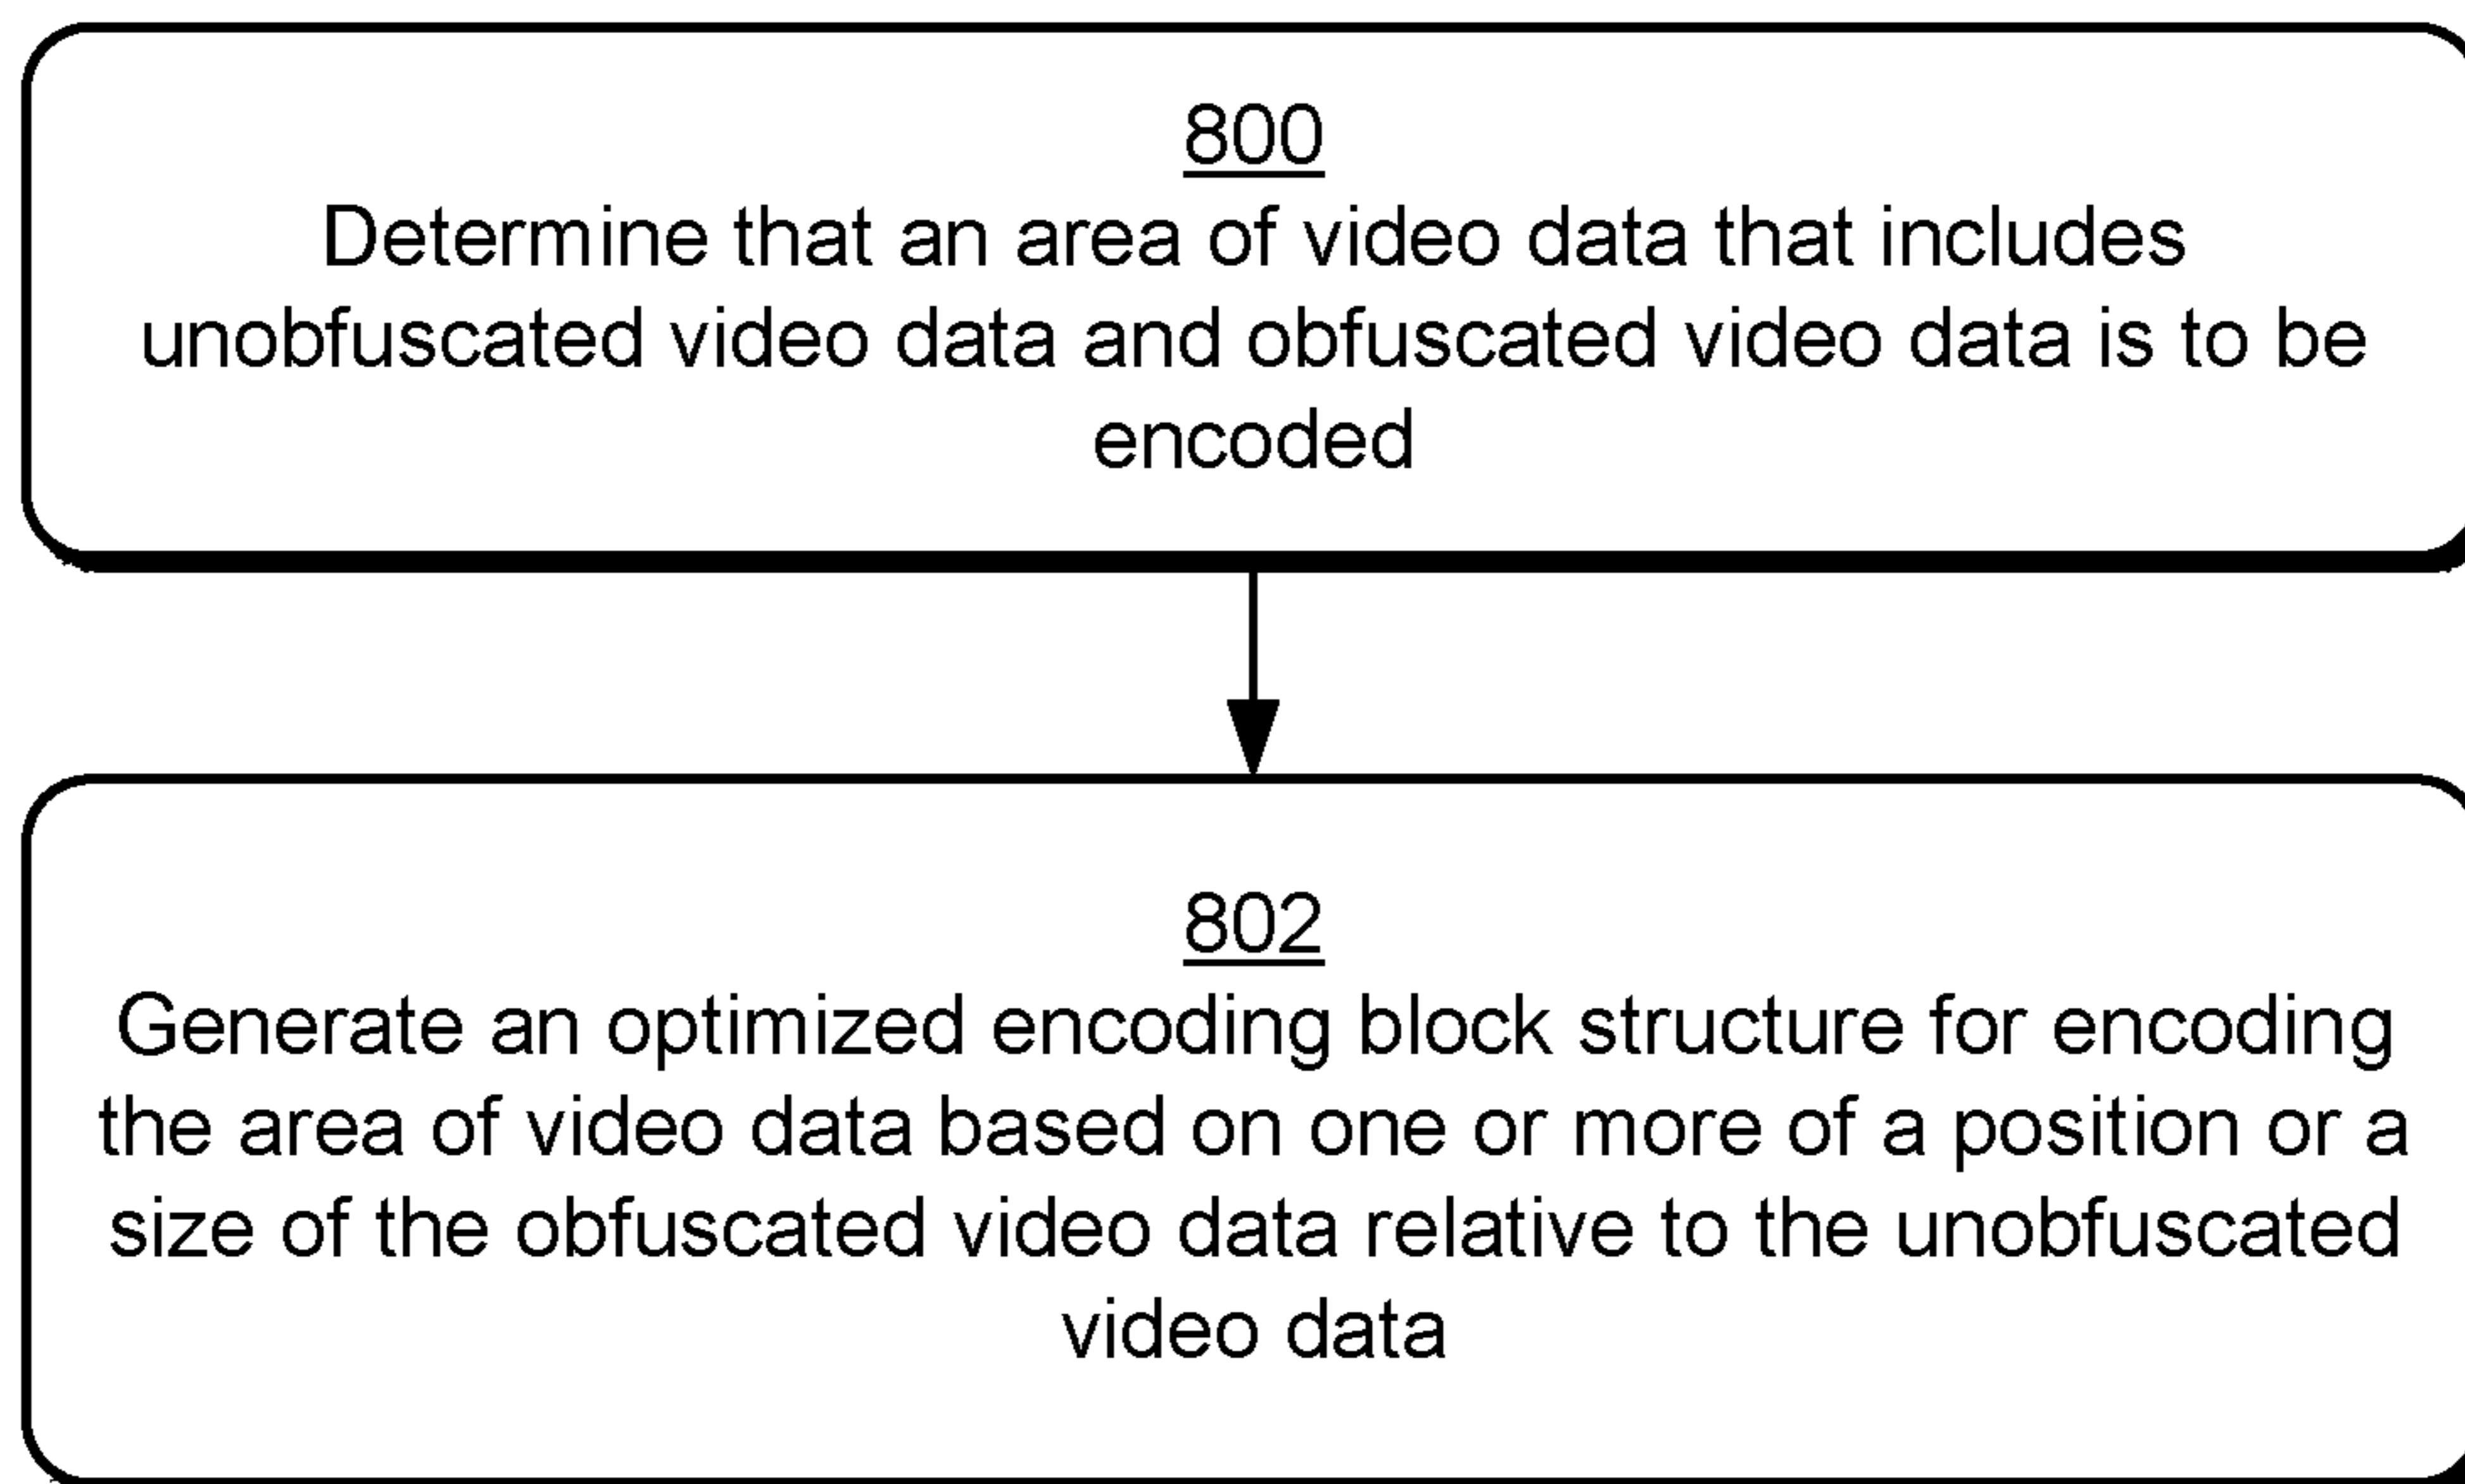 800
Determine that an area of video data that includes
unobfuscated video data and obfuscated video data is to be
encoded
802
Generate an optimized encoding block structure for encoding
the area of video data based on one or more of a position or a
size of the obfuscated video data relative to the unobfuscated
video data